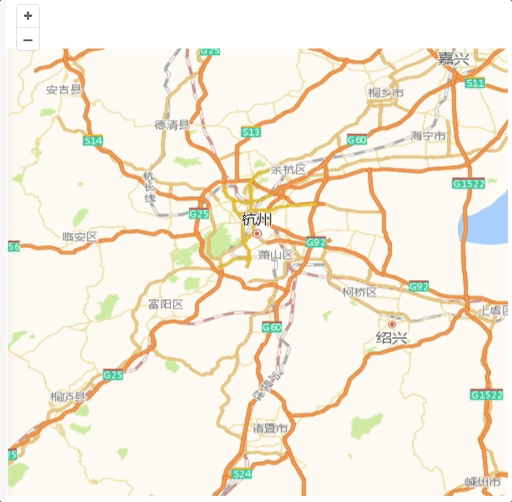 +
−
G25
嘉兴
S11
安吉县
桐乡市
德清县
S13
海宁市
S14
G60
余杭区
杭长线
G1522
G25
杭州
临安区
G92
S6
萧山区
G92
柯桥区
富阳区
上虞区
G60
绍兴
G25
桐庐县
G1522
诸暨市
S24
嵊州市